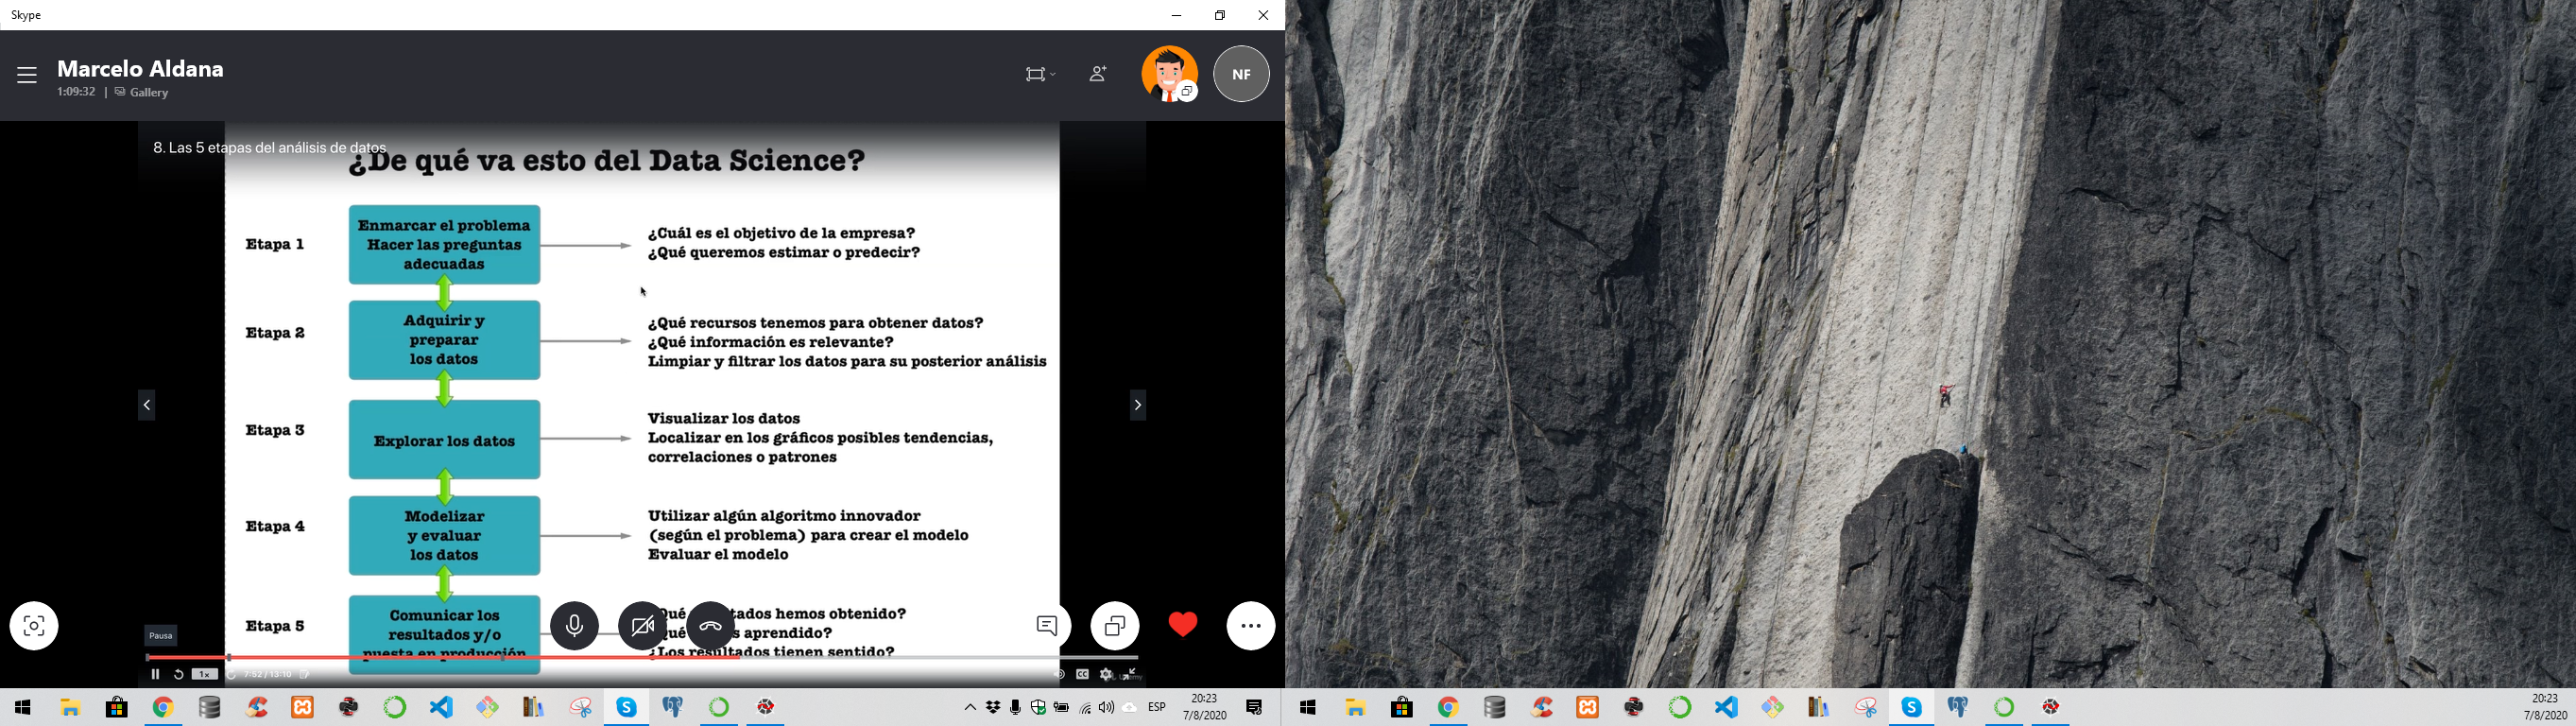 Skype
Marcelo Aldana
1:09:32 | Gallery
NF
8. Las 5 etapas del análisis de datos
¿De qué va esto del Data Science?
Etapa 1
Enmarcar el problema
Hacer las preguntas
adecuadas
¿Cuál es el objetivo de la empresa?
¿Qué queremos estimar o predecir?
Etapa 2
Adquirir y
preparar
los datos
¿Qué recursos tenemos para obtener datos?
¿Qué información es relevante?
Limpiar y filtrar los datos para su posterior análisis
Etapa 3
Explorar los datos
Visualizar los datos
Localizar en los gráficos posibles tendencias,
correlaciones o patrones
Etapa 4
Modelizar
y evaluar
los datos
Utilizar algún algoritmo innovador
(según el problema) para crear el modelo
Evaluar el modelo
Etapa 5
Comunicar los
resultados y/o
puesta en producción
hemos obtenido?
aprendido?
¿Los resultados tienen sentido?
Pausa
1x
7:52 / 13:10
CC
ESP
20:23
7/8/2020
20:23
7/8/2020